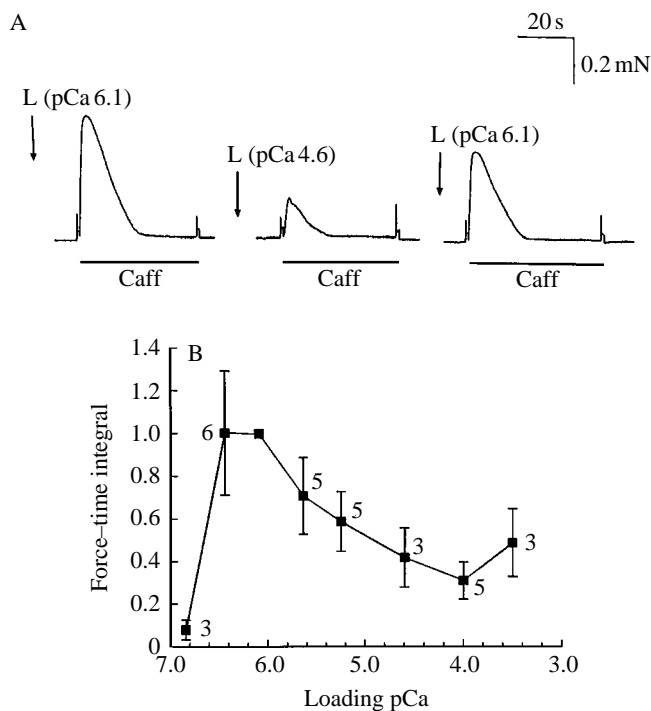 A
20 s
0.2 mN
L (pCa 6.1)
L (pCa 4.6)
L (pCa 6.1)
Caff
Caff
Caff
B
Force–time integral
1.4
1.2
1.0
0.8
0.6
0.4
0.2
0
3
6
5
5
3
5
3
7.0 6.0 5.0 4.0 3.0
Loading pCa